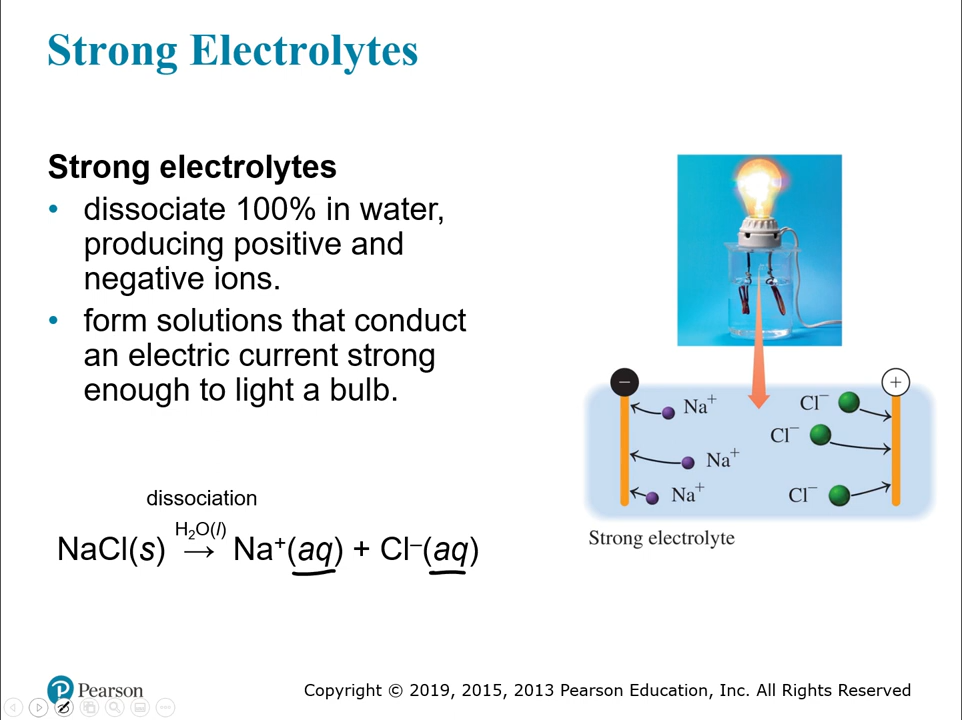 Strong Electrolytes
Strong electrolytes
• dissociate 100% in water,
producing positive and
negative ions.
• form solutions that conduct
an electric current strong
enough to light a bulb.
dissociation
H₂O(l)
NaCl(s) → Na⁺(aq) + Cl⁻(aq)
− +
Na⁺ Cl⁻
Cl⁻
Na⁺
Na⁺ Cl⁻
Strong electrolyte
Pearson
Copyright © 2019, 2015, 2013 Pearson Education, Inc. All Rights Reserved